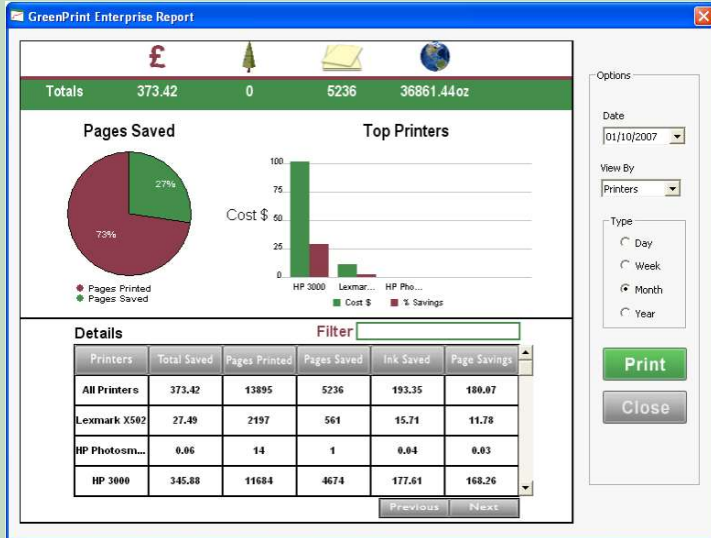 GreenPrint Enterprise Report
£
Totals 373.42 0 5236 36861.44oz
Pages Saved
27%
73%
Pages Printed
Pages Saved
Top Printers
100
75
Cost $ 50
25
0
HP 3000 Lexmar... HP Pho...
Cost $ % Savings
Details Filter
Printers Total Saved Pages Printed Pages Saved Ink Saved Page Savings
All Printers 373.42 13895 5236 193.35 180.07
Lexmark X502 27.49 2197 561 15.71 11.78
HP Photosm... 0.06 14 1 0.04 0.03
HP 3000 345.88 11684 4674 177.61 168.26
Previous Next
Options
Date
01/10/2007
View By
Printers
Type
Day
Week
Month
Year
Print
Close